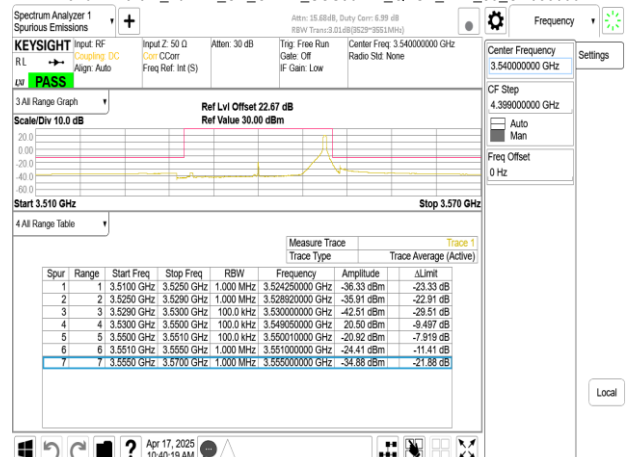 Spectrum Analyzer 1
Spurious Emissions
Attn: 15.68dB, Duty Corr: 6.99 dB
RBW Trans:3.01dB(3529~3551MHz)
Frequency
KEYSIGHT
RL
PASS
Input: RF
Coupling: DC
Align: Auto
Input Z: 50 Ω
Corr CCorr
Freq Ref: Int (S)
Atten: 30 dB
Trig: Free Run
Gate: Off
IF Gain: Low
Center Freq: 3.540000000 GHz
Radio Std: None
Center Frequency
3.540000000 GHz
Settings
CF Step
4.399000000 GHz
Auto
Man
Freq Offset
0 Hz
3 All Range Graph
Scale/Div 10.0 dB
Ref Lvl Offset 22.67 dB
Ref Value 30.00 dBm
20.0
0.00
-20.0
-40.0
-60.0
Start 3.510 GHz
Stop 3.570 GHz
4 All Range Table
Measure Trace Trace 1
Trace Type Trace Average (Active)
Spur Range Start Freq Stop Freq RBW Frequency Amplitude ΔLimit
1 1 3.5100 GHz 3.5250 GHz 1.000 MHz 3.524250000 GHz -36.33 dBm -23.33 dB
2 2 3.5250 GHz 3.5290 GHz 1.000 MHz 3.528920000 GHz -35.91 dBm -22.91 dB
3 3 3.5290 GHz 3.5300 GHz 100.0 kHz 3.530000000 GHz -42.51 dBm -29.51 dB
4 4 3.5300 GHz 3.5500 GHz 100.0 kHz 3.549050000 GHz 20.50 dBm -9.497 dB
5 5 3.5500 GHz 3.5510 GHz 100.0 kHz 3.550010000 GHz -20.92 dBm -7.919 dB
6 6 3.5510 GHz 3.5550 GHz 1.000 MHz 3.551000000 GHz -24.41 dBm -11.41 dB
7 7 3.5550 GHz 3.5700 GHz 1.000 MHz 3.555000000 GHz -34.88 dBm -21.88 dB
Local
Apr 17, 2025
10:40:19 AM